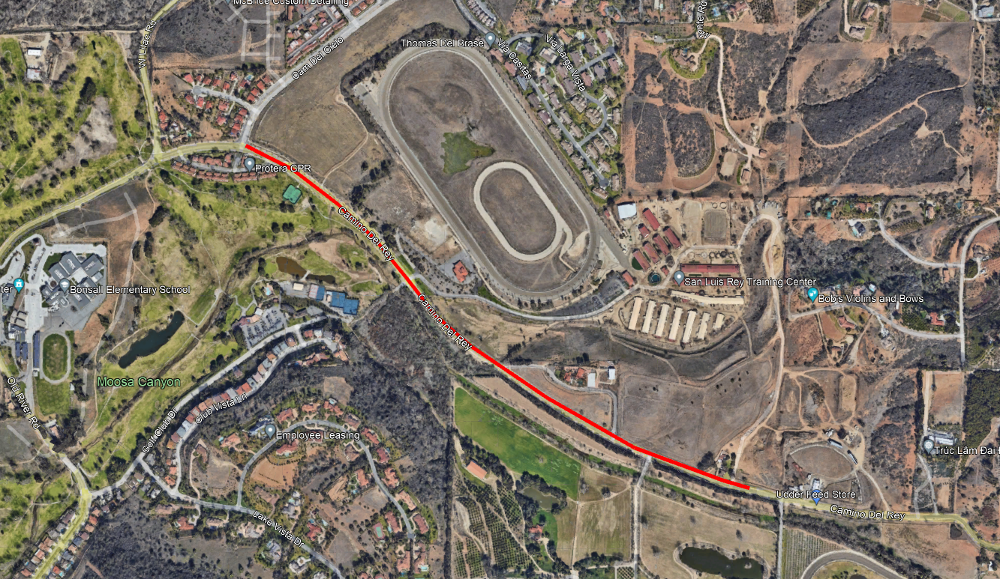 McBride Custom Detailing
W Lilac Rd
Cam Del Cielo
Thomas Del Brase
Via Casitas
Via Larga Vista
Protera GPR
Camino Del Rey
Bonsall Elementary School
San Luis Rey Training Center
Bob's Violins and Bows
Camino Del Rey
Moosa Canyon
Old River Rd
Club Vista Ln
Golf Club Dr
Employee Leasing
Lake Vista Dr
Udder Feed Store
Camino Del Rey
Trúc Lâm Đại